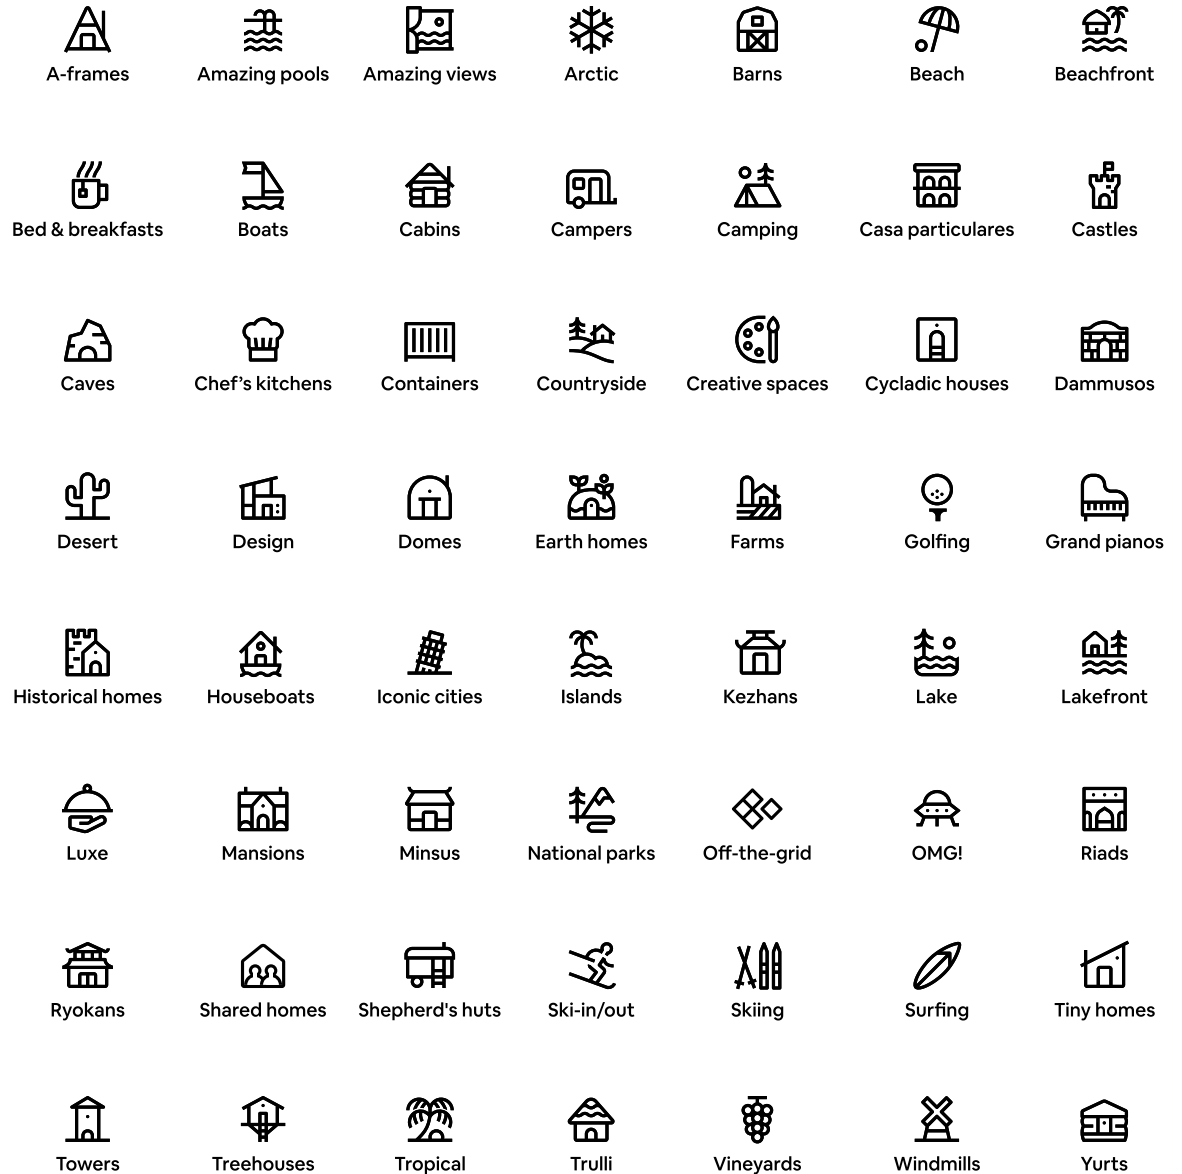 A-frames
Amazing pools
Amazing views
Arctic
Barns
Beach
Beachfront
Bed & breakfasts
Boats
Cabins
Campers
Camping
Casa particulares
Castles
Caves
Chef’s kitchens
Containers
Countryside
Creative spaces
Cycladic houses
Dammusos
Desert
Design
Domes
Earth homes
Farms
Golfing
Grand pianos
Historical homes
Houseboats
Iconic cities
Islands
Kezhans
Lake
Lakefront
Luxe
Mansions
Minsus
National parks
Off-the-grid
OMG!
Riads
Ryokans
Shared homes
Shepherd's huts
Ski-in/out
Skiing
Surfing
Tiny homes
Towers
Treehouses
Tropical
Trulli
Vineyards
Windmills
Yurts